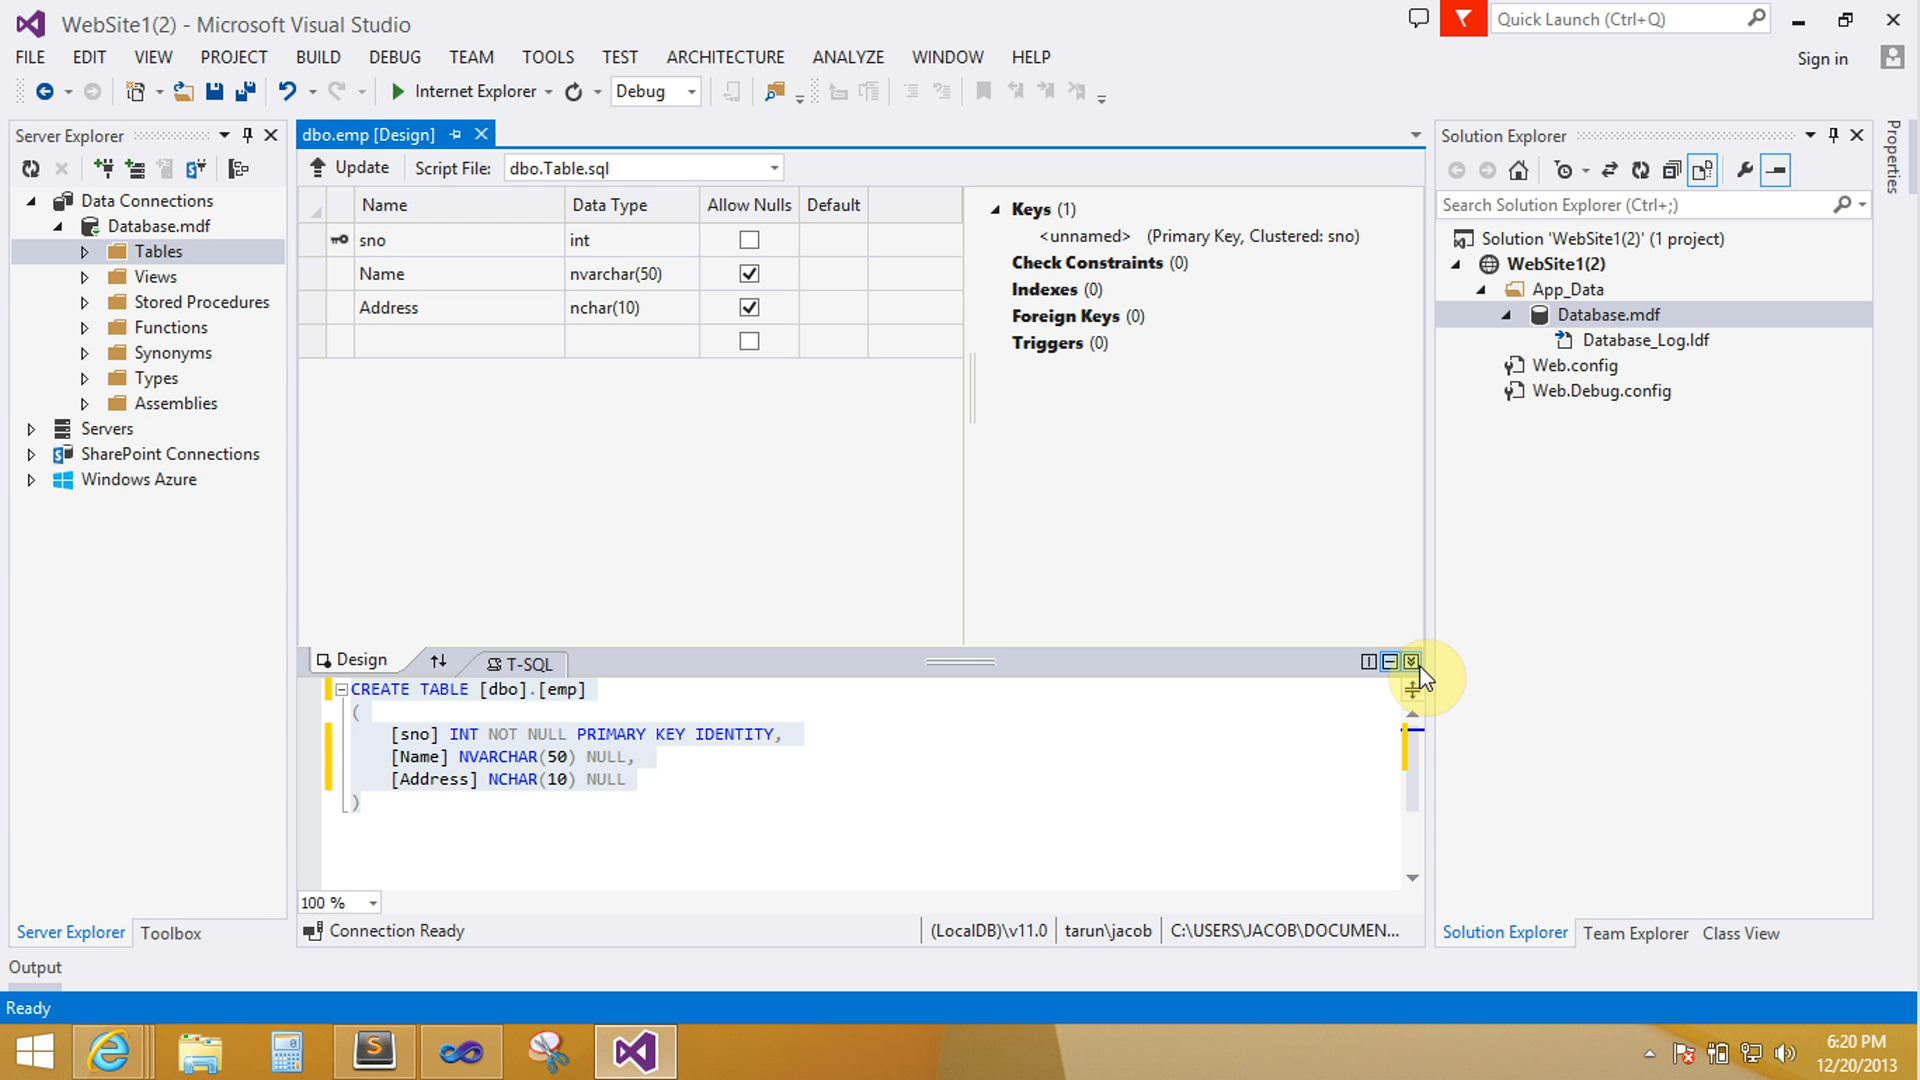 WebSite1(2) - Microsoft Visual Studio
Quick Launch (Ctrl+Q)
FILE EDIT VIEW PROJECT BUILD DEBUG TEAM TOOLS TEST ARCHITECTURE ANALYZE WINDOW HELP
Sign in
Internet Explorer
Debug
Server Explorer
Data Connections
Database.mdf
Tables
Views
Stored Procedures
Functions
Synonyms
Types
Assemblies
Servers
SharePoint Connections
Windows Azure
Server Explorer Toolbox
dbo.emp [Design]
Update Script File: dbo.Table.sql
Name Data Type Allow Nulls Default
sno int
Name nvarchar(50)
Address nchar(10)
Keys (1)
<unnamed> (Primary Key, Clustered: sno)
Check Constraints (0)
Indexes (0)
Foreign Keys (0)
Triggers (0)
Design T-SQL
CREATE TABLE [dbo].[emp]
(
[sno] INT NOT NULL PRIMARY KEY IDENTITY,
[Name] NVARCHAR(50) NULL,
[Address] NCHAR(10) NULL
)
100 %
Connection Ready (LocalDB)\v11.0 tarun\jacob C:\USERS\JACOB\DOCUMEN...
Solution Explorer
Search Solution Explorer (Ctrl+;)
Solution 'WebSite1(2)' (1 project)
WebSite1(2)
App_Data
Database.mdf
Database_Log.ldf
Web.config
Web.Debug.config
Solution Explorer Team Explorer Class View
Properties
Output
Ready
6:20 PM
12/20/2013